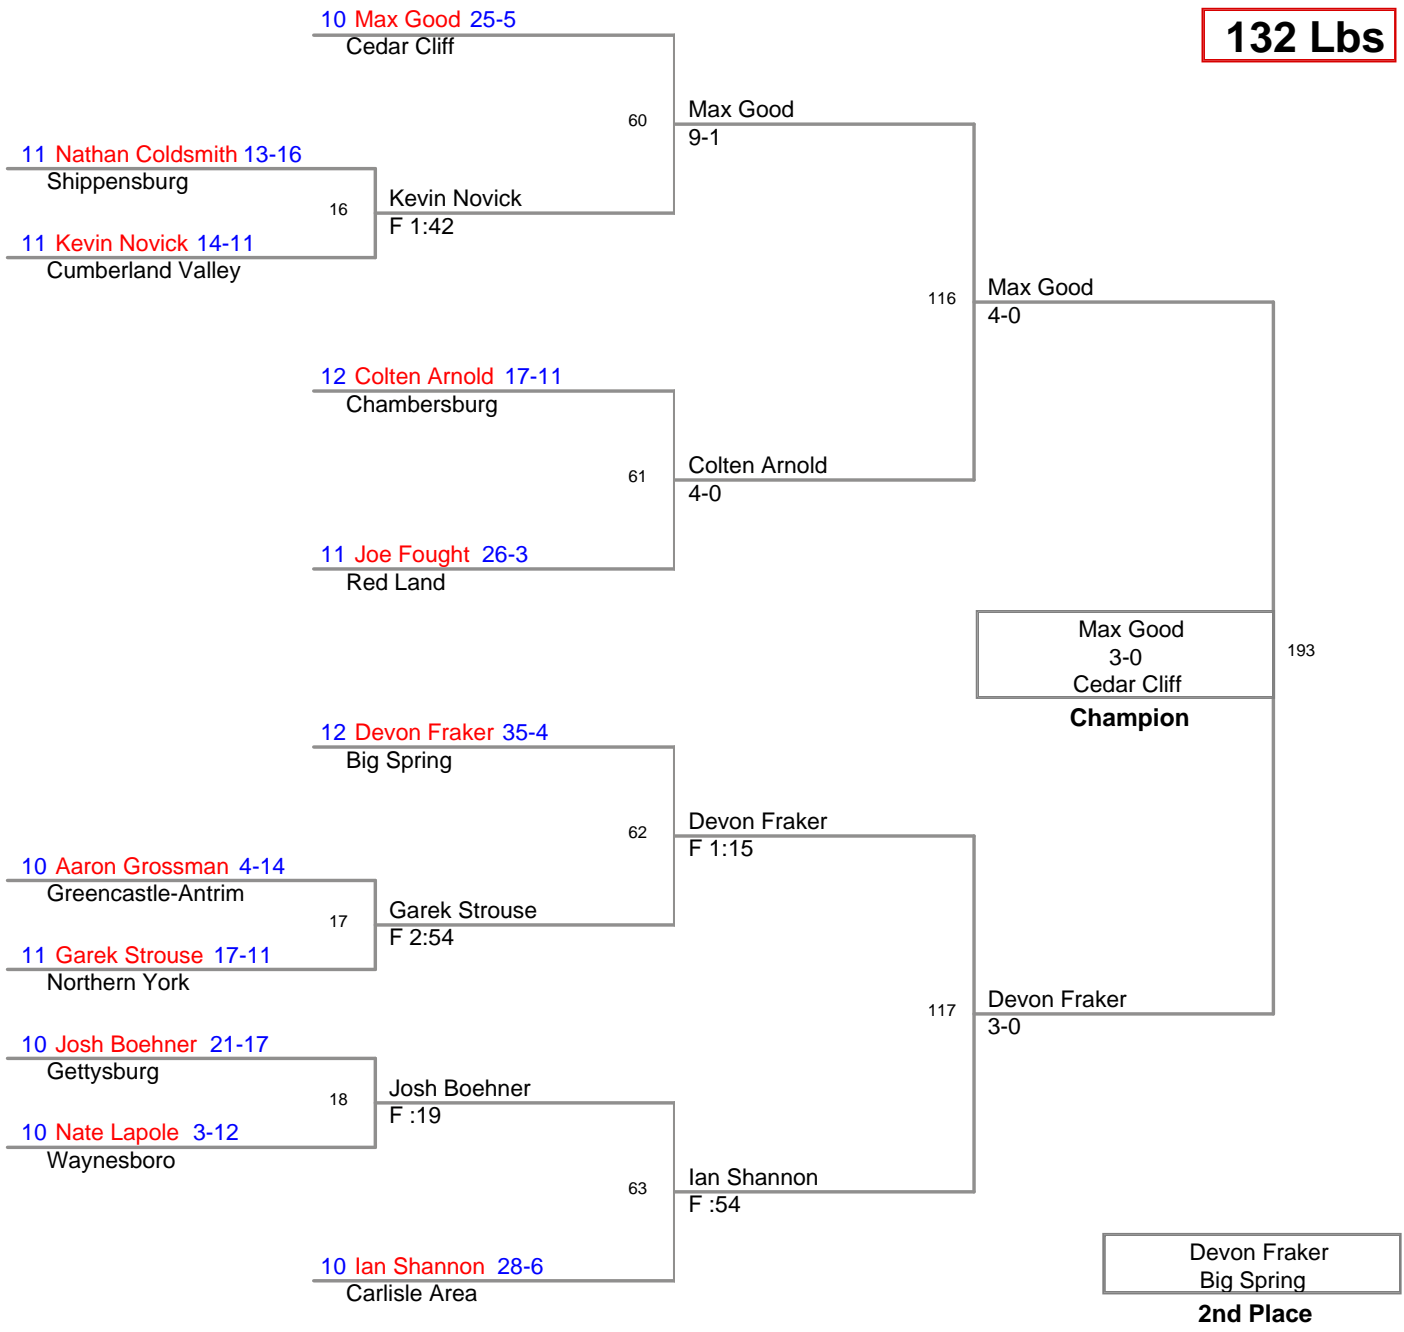 10 Max Good 25-5
Cedar Cliff
132 Lbs
60
Max Good
9-1
11 Nathan Coldsmith 13-16
Shippensburg
16
Kevin Novick
F 1:42
11 Kevin Novick 14-11
Cumberland Valley
116
Max Good
4-0
12 Colten Arnold 17-11
Chambersburg
61
Colten Arnold
4-0
11 Joe Fought 26-3
Red Land
Max Good
3-0
Cedar Cliff
193
Champion
12 Devon Fraker 35-4
Big Spring
62
Devon Fraker
F 1:15
10 Aaron Grossman 4-14
Greencastle-Antrim
17
Garek Strouse
F 2:54
11 Garek Strouse 17-11
Northern York
117
Devon Fraker
3-0
10 Josh Boehner 21-17
Gettysburg
18
Josh Boehner
F :19
10 Nate Lapole 3-12
Waynesboro
63
Ian Shannon
F :54
10 Ian Shannon 28-6
Carlisle Area
Devon Fraker
Big Spring
2nd Place